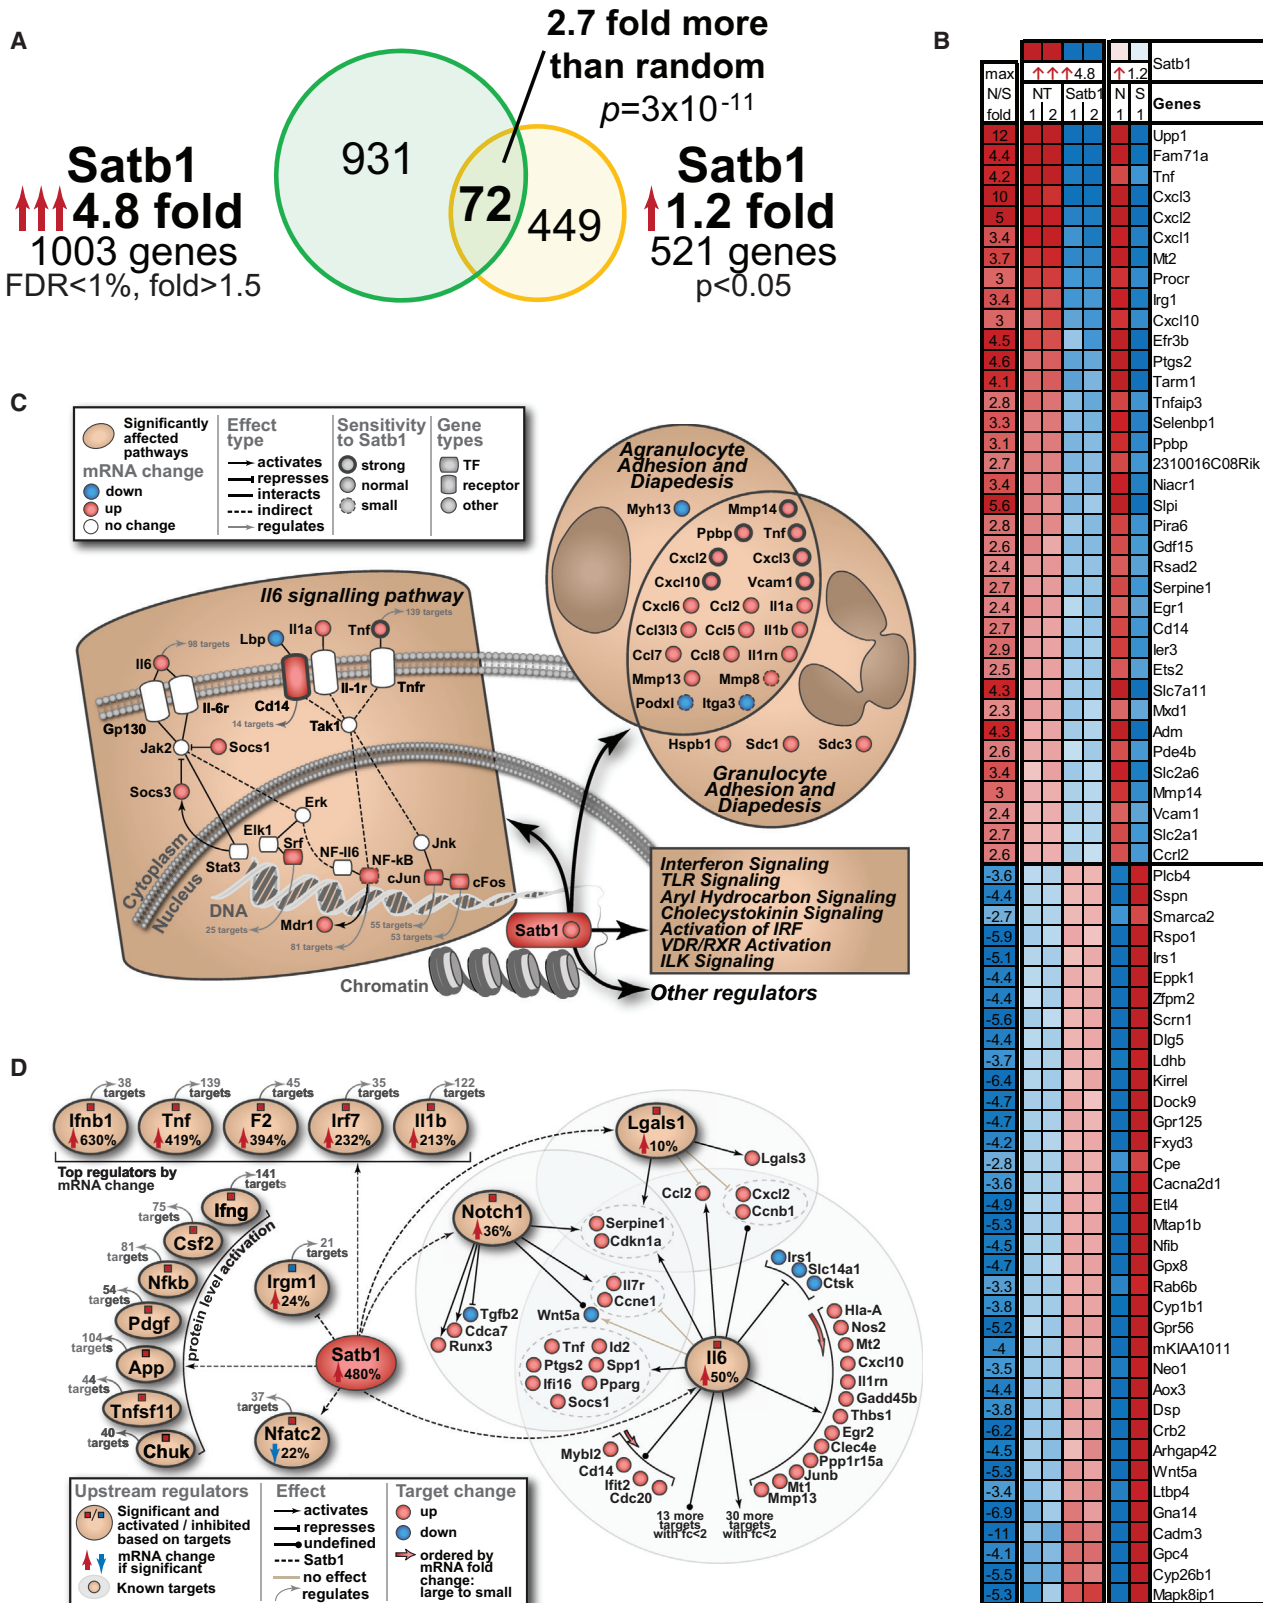 A
2.7 fold more
than random
p=3x10 -11
Satb1
4.8 fold
1003 genes
FDR<1%, fold>1.5
931
72
449
Satb1
1.2 fold
521 genes
p<0.05
B
Satb1
max 4.8 1.2
N/S NT Satb1 N S Genes
fold 1 2 1 2 1 1
12 Upp1
4.4 Fam71a
4.2 Tnf
10 Cxcl3
5 Cxcl2
3.4 Cxcl1
3.7 Mt2
3 Procr
3.4 Irg1
3 Cxcl10
4.5 Efr3b
4.6 Ptgs2
4.1 Tarm1
2.8 Tnfaip3
3.3 Selenbp1
3.1 Ppbp
2.7 2310016C08Rik
3.4 Niacr1
5.6 Slpi
2.8 Pira6
2.6 Gdf15
2.4 Rsad2
2.7 Serpine1
2.4 Egr1
2.7 Cd14
2.9 Ier3
2.5 Ets2
4.3 Slc7a11
2.3 Mxd1
4.3 Adm
2.6 Pde4b
3.4 Slc2a6
3 Mmp14
2.4 Vcam1
2.7 Slc2a1
2.6 Ccrl2
-3.6 Plcb4
-4.4 Sspn
-2.7 Smarca2
-5.9 Rspo1
-5.1 Irs1
-4.4 Eppk1
-4.4 Zfpm2
-5.6 Scrn1
-4.4 Dlg5
-3.7 Ldhb
-6.4 Kirrel
-4.7 Dock9
-4.7 Gpr125
-4.2 Fxyd3
-2.8 Cpe
-3.6 Cacna2d1
-4.9 Etl4
-5.3 Mtap1b
-4.5 Nfib
-4.7 Gpx8
-3.3 Rab6b
-3.8 Cyp1b1
-5.2 Gpr56
-4 mKIAA1011
-3.5 Neo1
-4.4 Aox3
-3.8 Dsp
-6.2 Crb2
-4.5 Arhgap42
-5.3 Wnt5a
-3.4 Ltbp4
-6.9 Gna14
-11 Cadm3
-4.1 Gpc4
-5.5 Cyp26b1
-5.3 Mapk8ip1
C
Significantly
affected
pathways
mRNA change
down
up
no change
Effect
type
activates
represses
interacts
indirect
regulates
Sensitivity
to Satb1
strong
normal
small
Gene
types
TF
receptor
other
Il6 signalling pathway
139 targets
98 targets
Il6
Lbp
Il1a
Tnf
Gp130
Il-6r
Cd14
Il-1r
Tnfr
14 targets
Tak1
Jak2
Socs1
Socs3
Erk
Elk1
Srf
Stat3
NF-Il6
NF-kB
Jnk
cJun
cFos
Cytoplasm
Nucleus
DNA
Mdr1
25 targets
81 targets
55 targets
53 targets
Chromatin
Satb1
Agranulocyte
Adhesion and
Diapedesis
Myh13
Mmp14
Ppbp Tnf
Cxcl2 Cxcl3
Cxcl10 Vcam1
Cxcl6 Ccl2 Il1a
Ccl3l3 Ccl5 Il1b
Ccl7 Ccl8 Il1rn
Mmp13 Mmp8
Podxl Itga3
Hspb1 Sdc1 Sdc3
Granulocyte
Adhesion and
Diapedesis
Interferon Signaling
TLR Signaling
Aryl Hydrocarbon Signaling
Cholecystokinin Signaling
Activation of IRF
VDR/RXR Activation
ILK Signaling
Other regulators
D
38 targets
Ifnb1
630%
139 targets
Tnf
419%
45 targets
F2
394%
35 targets
Irf7
232%
122 targets
Il1b
213%
Top regulators by
mRNA change
141 targets
Ifng
75 targets
Csf2
81 targets
Nfkb
54 targets
Pdgf
104 targets
App
44 targets
Tnfsf11
40 targets
Chuk
protein level activation
21 targets
Irgm1
24%
Satb1
480%
37 targets
Nfatc2
22%
Lgals1
10%
Lgals3
Ccl2
Cxcl2
Ccnb1
Notch1
36%
Serpine1
Cdkn1a
Il7r
Ccne1
Wnt5a
Tgfb2
Cdca7
Runx3
Tnf Id2
Ptgs2 Spp1
Ifi16 Pparg
Socs1
Il6
50%
Irs1
Slc14a1
Ctsk
Hla-A
Nos2
Mt2
Cxcl10
Il1rn
Gadd45b
Thbs1
Egr2
Clec4e
Ppp1r15a
Junb
Mt1
Mmp13
Mybl2
Cd14
Ifit2
Cdc20
13 more
targets
with fc<2
30 more
targets
with fc<2
Upstream regulators
Significant and
activated / inhibited
based on targets
mRNA change
if significant
Known targets
Effect
activates
represses
undefined
Satb1
no effect
regulates
Target change
up
down
ordered by
mRNA fold
change:
large to small